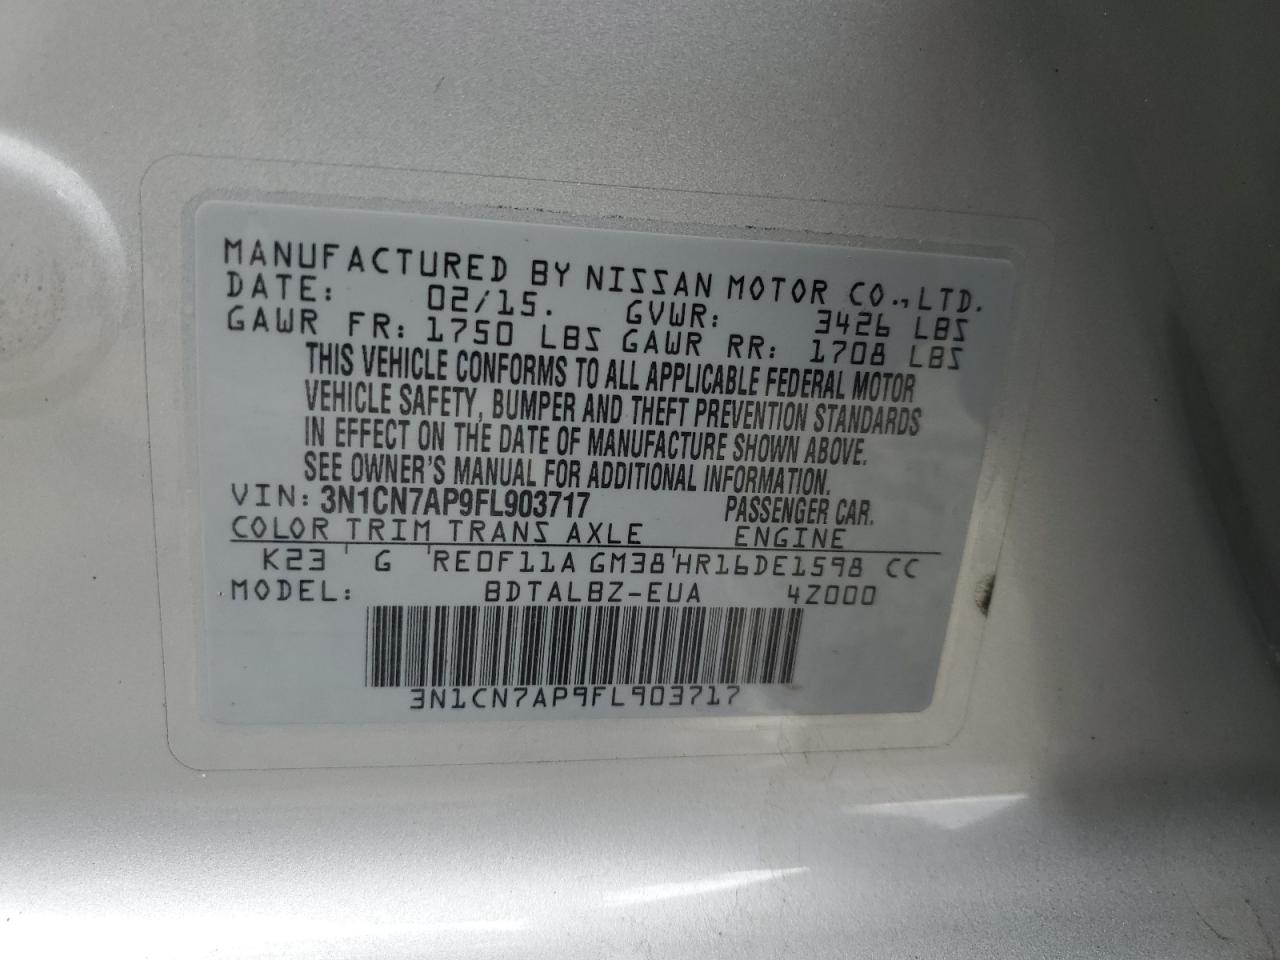 MANUFACTURED BY NISSAN MOTOR CO.,LTD.
DATE: 02/15. GVWR: 3426 LBS
GAWR FR: 1750 LBS GAWR RR: 1708 LBS
THIS VEHICLE CONFORMS TO ALL APPLICABLE FEDERAL MOTOR
VEHICLE SAFETY, BUMPER AND THEFT PREVENTION STANDARDS
IN EFFECT ON THE DATE OF MANUFACTURE SHOWN ABOVE.
SEE OWNER'S MANUAL FOR ADDITIONAL INFORMATION.
VIN: 3N1CN7AP9FL903717 PASSENGER CAR.
COLOR TRIM TRANS AXLE ENGINE
K23 ' G 'RE0F11A GM38'HR16DE1598 CC
MODEL: BDTALBZ-EUA 4Z000
3N1CN7AP9FL903717